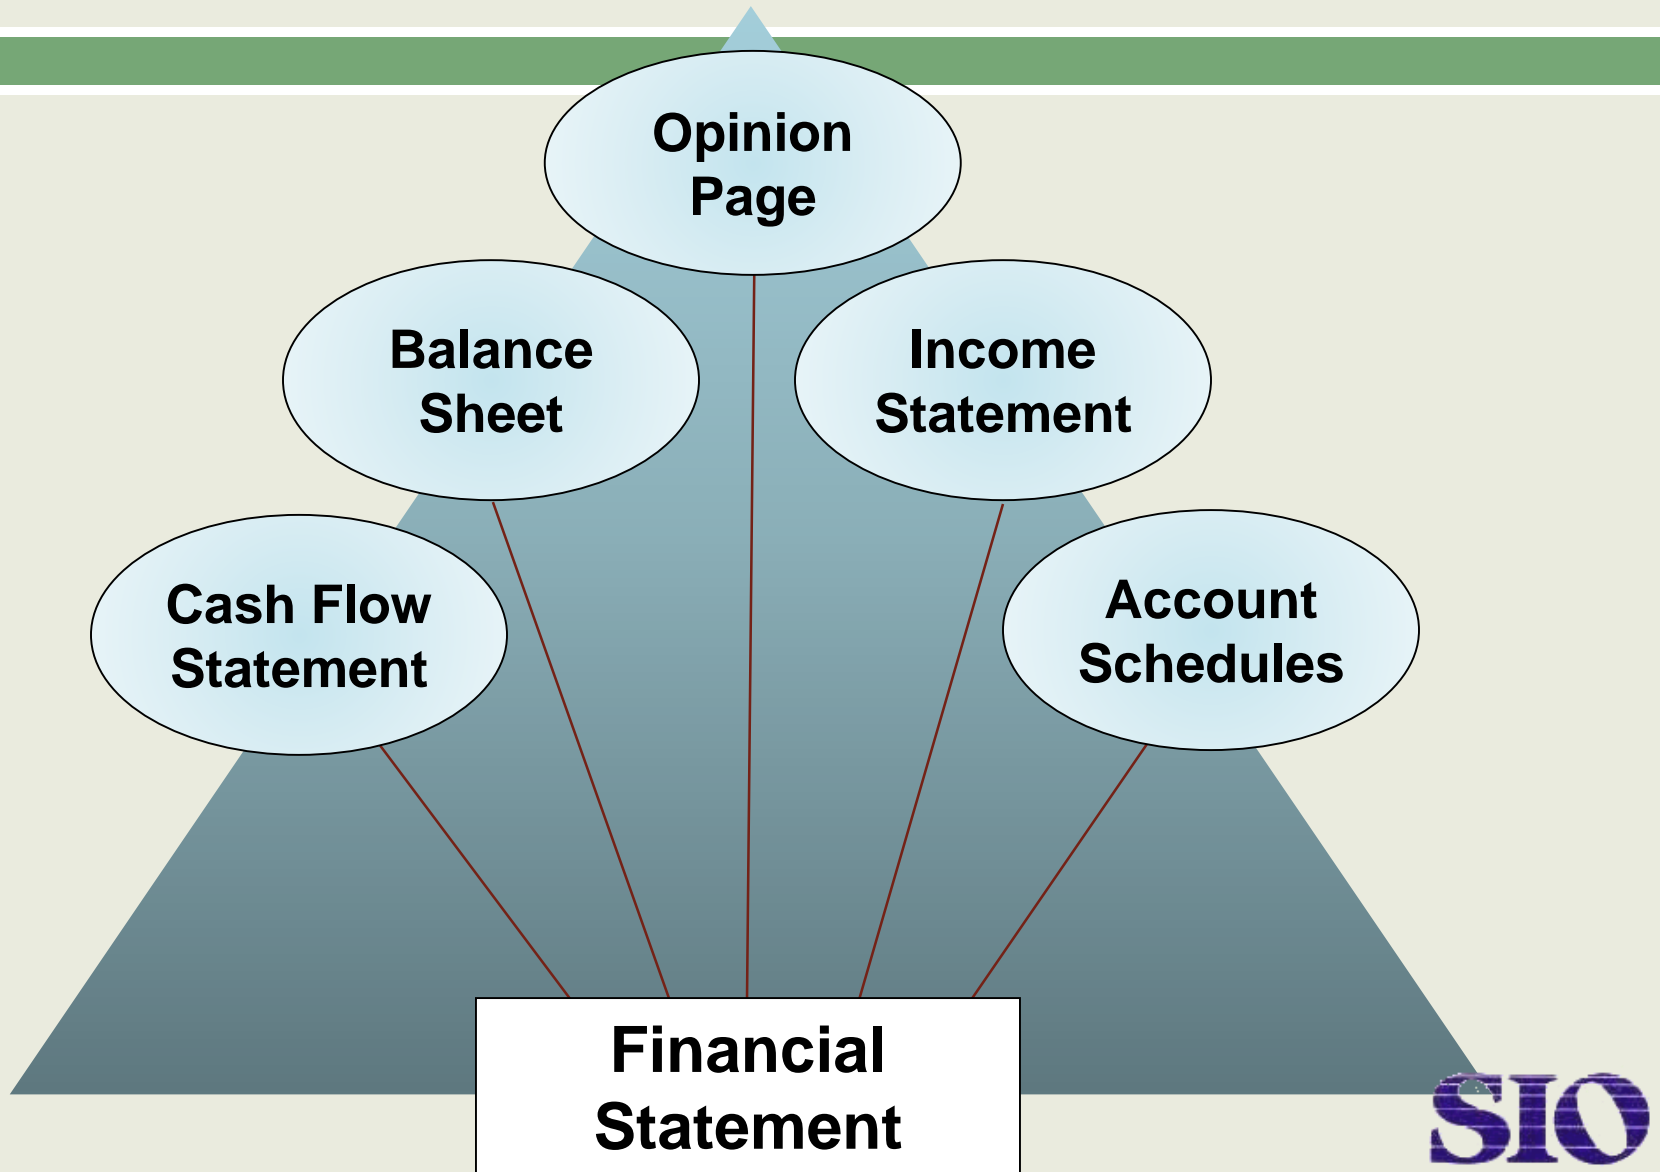 Opinion
Page
Balance
Sheet
Income
Statement
Cash Flow
Statement
Account
Schedules
Financial
Statement
SIO